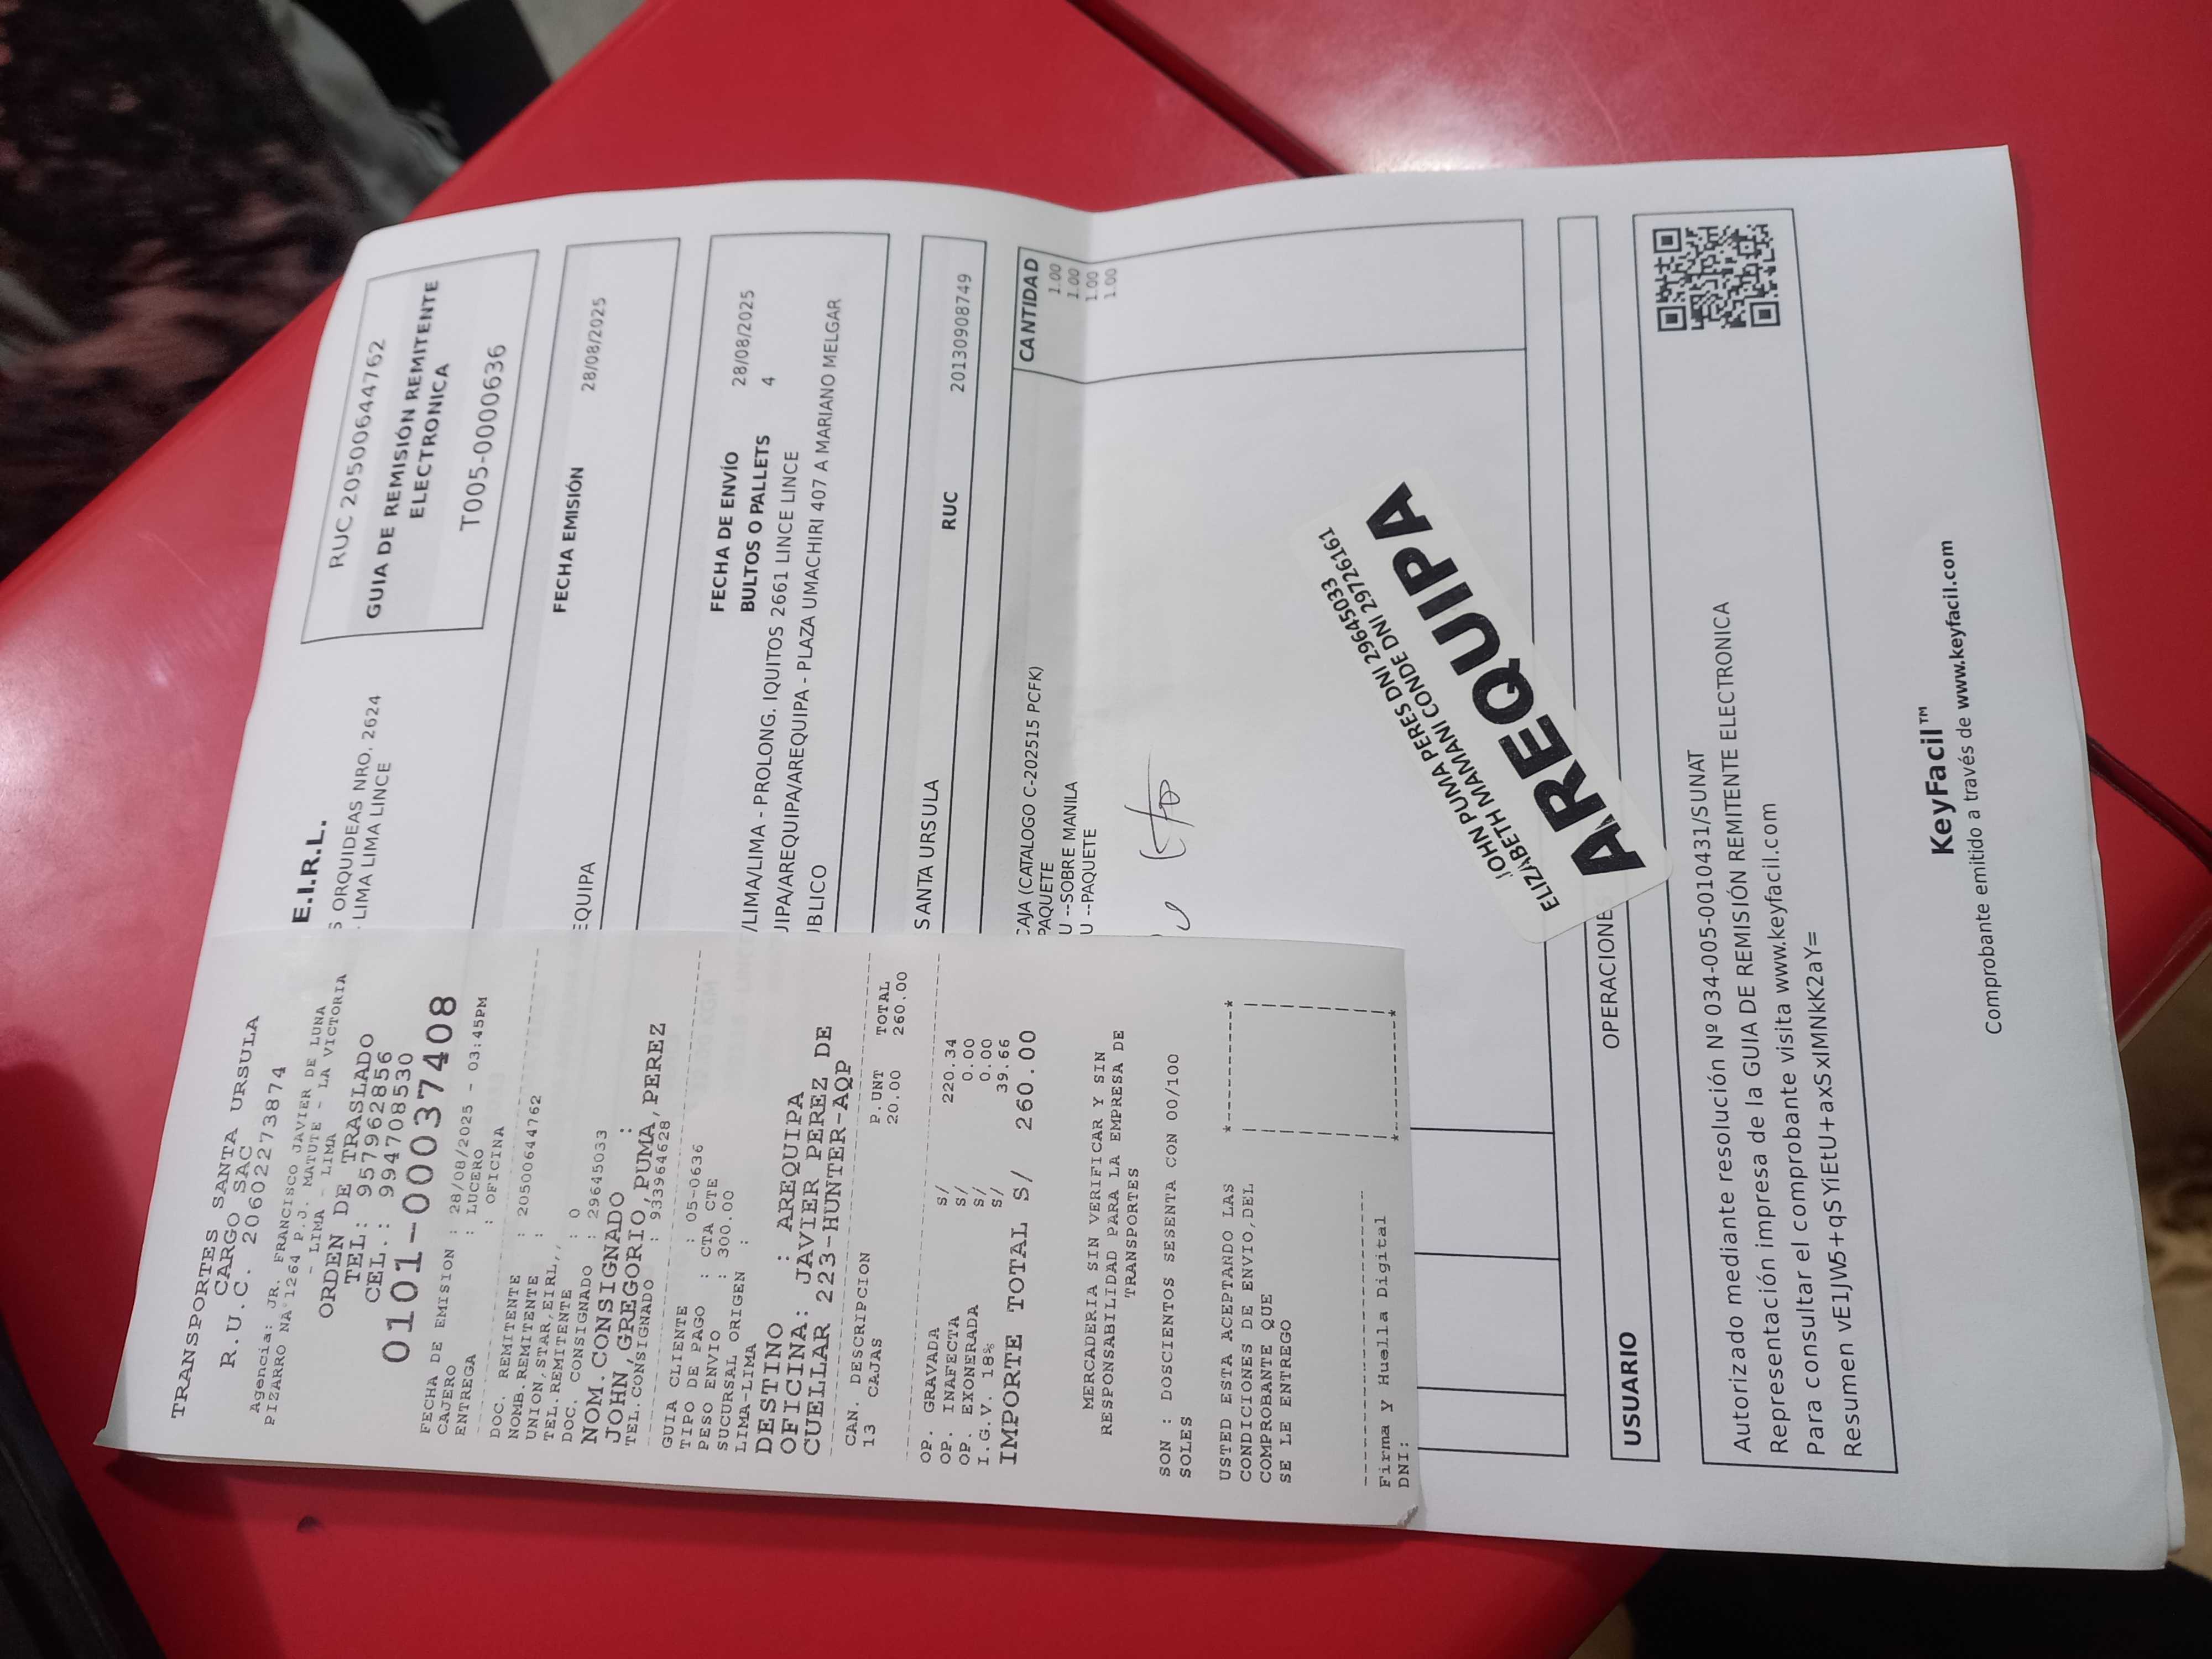 TRANSPORTES SANTA URSULA
CARGO SAC
R.U.C. 20602273874
Agencia: JR. FRANCISCO JAVIER DE LUNA
PIZARRO NA°1264 P.J. MATUTE - LA VICTORIA
- LIMA - LIMA
ORDEN DE TRASLADO
TEL: 957962856
CEL.: 994708530
0101-00037408
FECHA DE EMISION : 28/08/2025 - 03:45PM
CAJERO : LUCERO
ENTREGA : OFICINA
DOC. REMITENTE : 20500644762
NOMB.REMITENTE :
UNION,STAR,EIRL,,
TEL.REMITENTE
DOC. CONSIGNADO : 0
NOM.CONSIGNADO : 29645033
JOHN,GREGORIO,PUMA,PEREZ
TEL.CONSIGNADO : 933964628
GUIA CLIENTE : 05-0636
TIPO DE PAGO : CTA CTE
PESO ENVIO : 300.00
SUCURSAL ORIGEN :
LIMA-LIMA
DESTINO : AREQUIPA
OFICINA: JAVIER PEREZ DE
CUELLAR 223-HUNTER-AQP
CAN. DESCRIPCION P.UNT TOTAL
13 CAJAS 20.00 260.00
OP. GRAVADA S/ 220.34
OP. INAFECTA S/ 0.00
OP. EXONERADA S/ 0.00
I.G.V. 18% S/ 39.66
IMPORTE TOTAL S/ 260.00
MERCADERIA SIN VERIFICAR Y SIN
RESPONSABILIDAD PARA LA EMPRESA DE
TRANSPORTES
SON : DOSCIENTOS SESENTA CON 00/100
SOLES
USTED ESTA ACEPTANDO LAS
CONDICIONES DE ENVIO,DEL
COMPROBANTE QUE
SE LE ENTREGO
Firma y Huella Digital
DNI:
E.I.R.L.
S ORQUIDEAS NRO. 2624
LIMA LIMA LINCE
RUC 20500644762
GUIA DE REMISIÓN REMITENTE
ELECTRONICA
T005-0000636
EQUIPA
FECHA EMISIÓN 28/08/2025
FECHA DE ENVÍO 28/08/2025
BULTOS O PALLETS 4
/LIMA/LIMA - PROLONG. IQUITOS 2661 LINCE LINCE
UIPA/AREQUIPA/AREQUIPA - PLAZA UMACHIRI 407 A MARIANO MELGAR
BLICO
SANTA URSULA RUC 20130908749
CANTIDAD
CAJA (CATALOGO C-202515 PCFK) 1.00
PAQUETE 1.00
U --SOBRE MANILA 1.00
U --PAQUETE 1.00
JOHN PUMA PERES DNI 29645033
ELIZABETH MAMANI CONDE DNI 29726161
AREQUIPA
USUARIO OPERACIONE
Autorizado mediante resolución Nº 034-005-0010431/SUNAT
Representación impresa de la GUIA DE REMISIÓN REMITENTE ELECTRONICA
Para consultar el comprobante visita www.keyfacil.com
Resumen vE1JW5+qSYiEtU+axSxIMNkK2aY=
KeyFacil™
Comprobante emitido a través de www.keyfacil.com